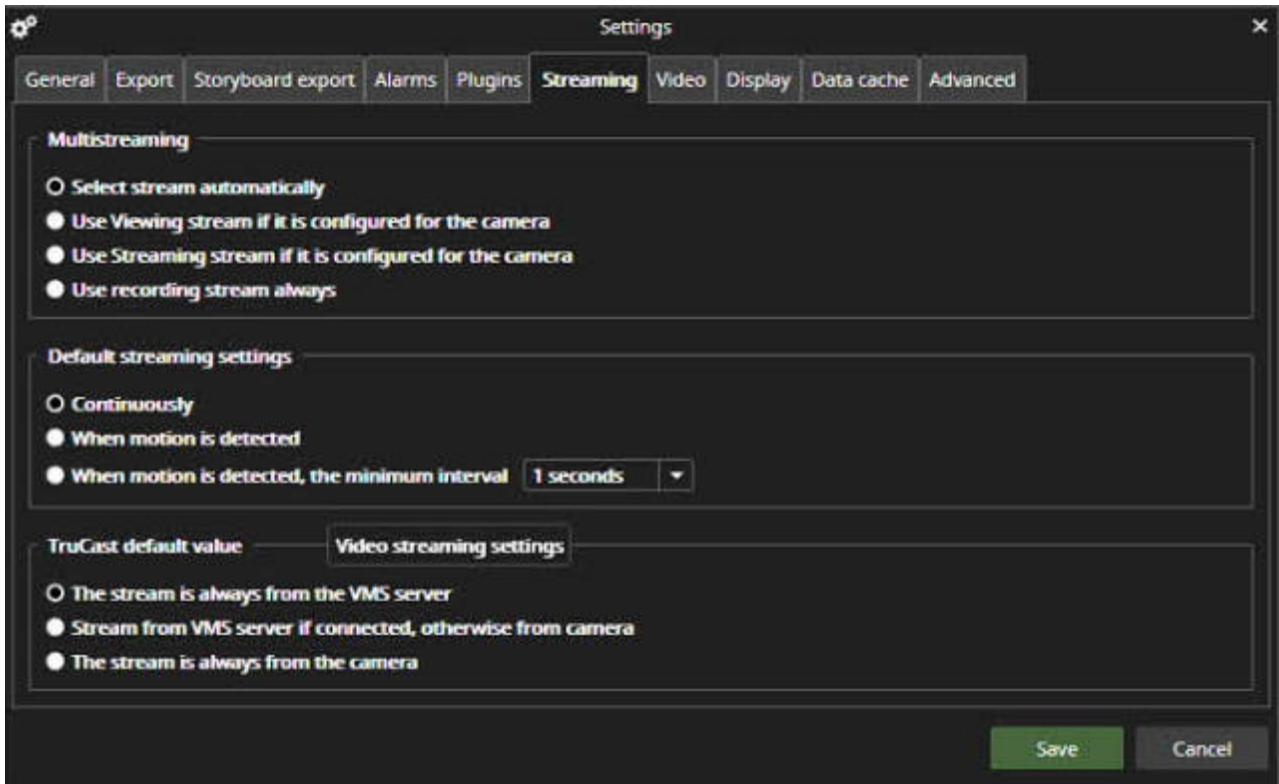 Settings
General Export Storyboard export Alarms Plugins Streaming Video Display Data cache Advanced
Multistreaming
Select stream automatically
Use Viewing stream if it is configured for the camera
Use Streaming stream if it is configured for the camera
Use recording stream always
Default streaming settings
Continuously
When motion is detected
When motion is detected, the minimum interval 1 seconds
TruCast default value Video streaming settings
The stream is always from the VMS server
Stream from VMS server if connected, otherwise from camera
The stream is always from the camera
Save Cancel